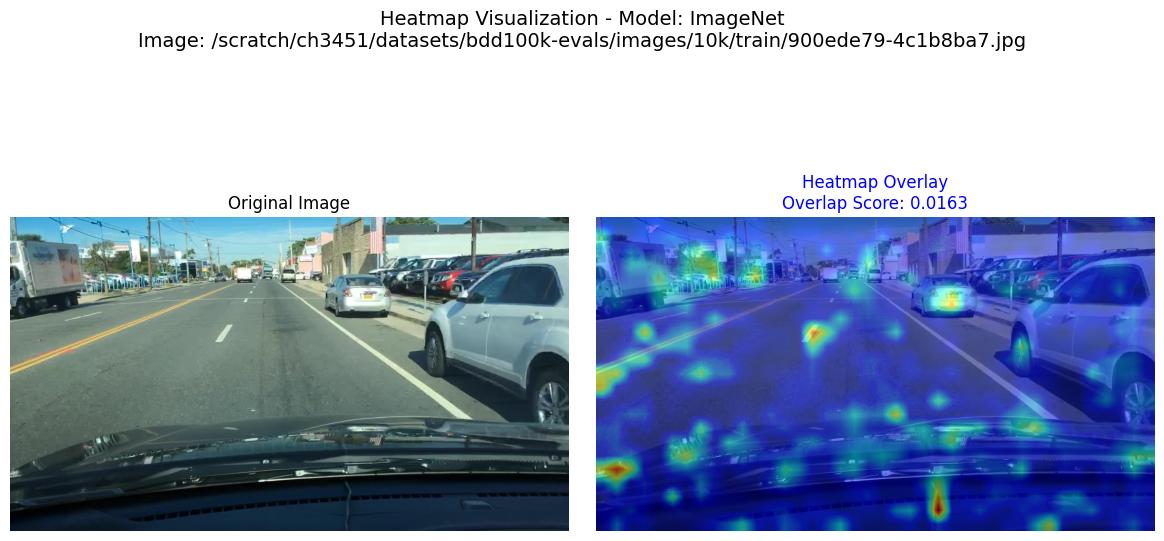 Heatmap Visualization - Model: ImageNet
Image: /scratch/ch3451/datasets/bdd100k-evals/images/10k/train/900ede79-4c1b8ba7.jpg
Original Image
Heatmap Overlay
Overlap Score: 0.0163